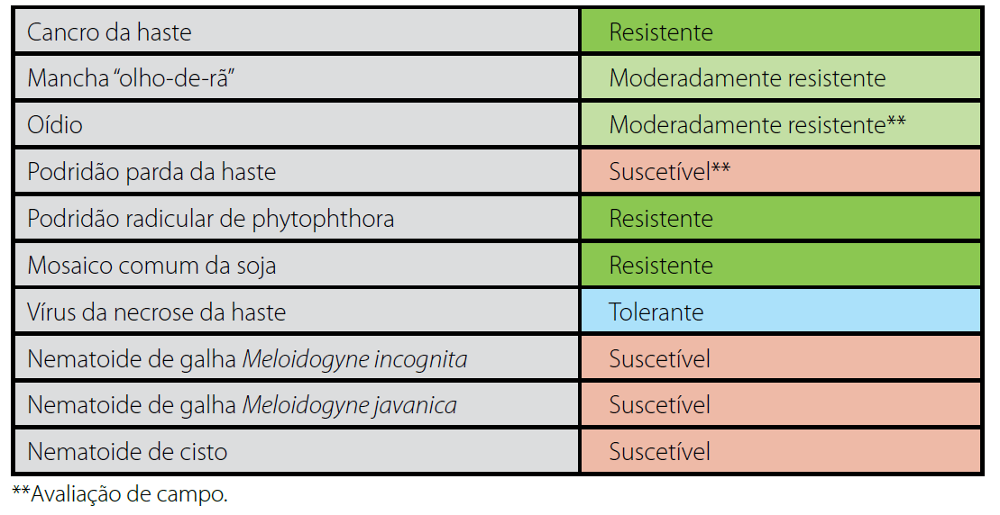 Cancro da haste Resistente
Mancha “olho-de-rã” Moderadamente resistente
Oídio Moderadamente resistente**
Podridão parda da haste Suscetível**
Podridão radicular de phytophthora Resistente
Mosaico comum da soja Resistente
Vírus da necrose da haste Tolerante
Nematoide de galha Meloidogyne incognita Suscetível
Nematoide de galha Meloidogyne javanica Suscetível
Nematoide de cisto Suscetível
**Avaliação de campo.